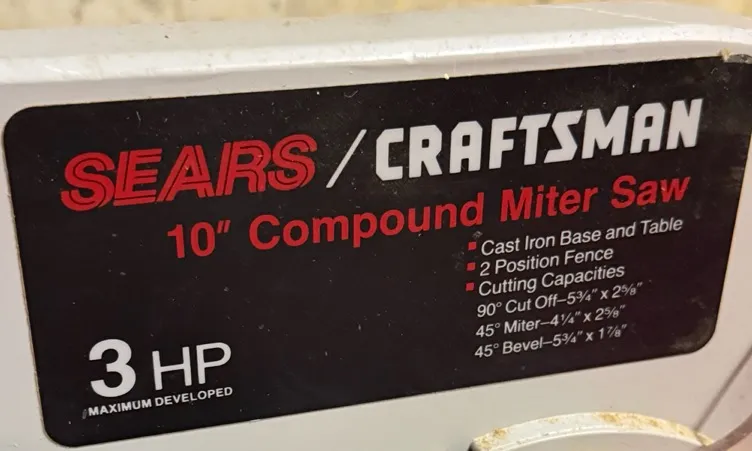 SEARS / CRAFTSMAN
10" Compound Miter Saw
▪ Cast Iron Base and Table
▪ 2 Position Fence
▪ Cutting Capacities
90° Cut Off–5¾" x 2⅝"
45° Miter–4¼" x 2⅝"
45° Bevel–5¾" x 1⅞"
3 HP
MAXIMUM DEVELOPED